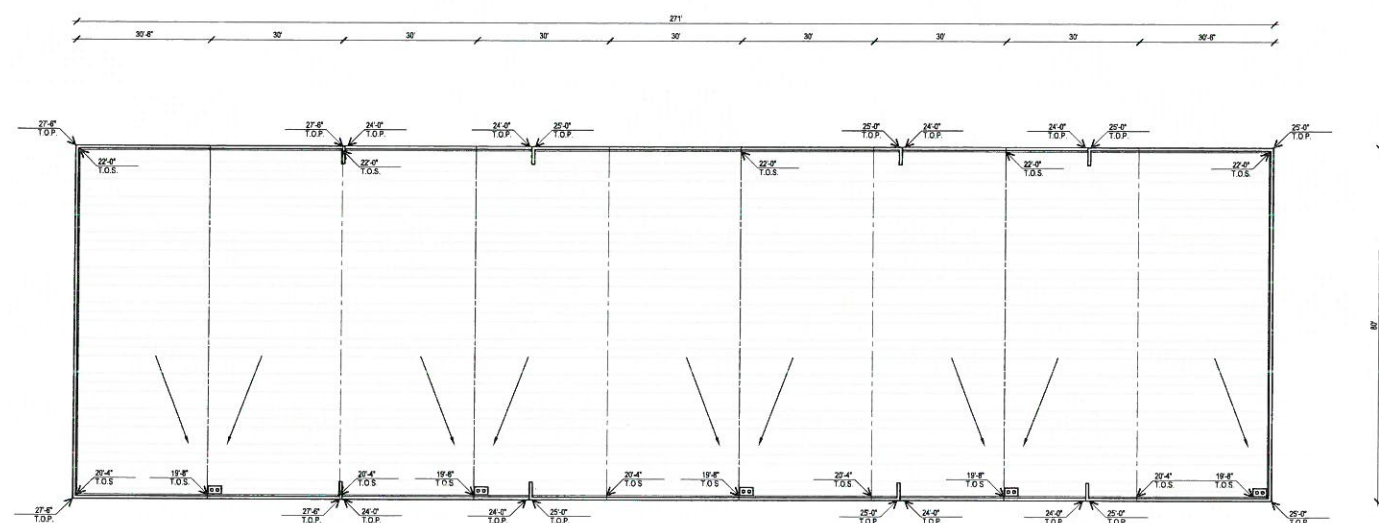 271'
30'-6" 30' 30' 30' 30' 30' 30' 30' 30'-6"
27'-6" 27'-6" 24'-0" 24'-0" 25'-0" 25'-0" 24'-0" 24'-0" 25'-0" 25'-0"
T.O.P. T.O.P. T.O.P. T.O.P. T.O.P. T.O.P. T.O.P. T.O.P. T.O.P. T.O.P.
22'-0" 22'-0" 22'-0" 22'-0" 22'-0"
T.O.S. T.O.S. T.O.S. T.O.S. T.O.S.
80'
20'-4" 19'-8" 20'-4" 19'-8" 20'-4" 19'-8" 20'-4" 19'-8" 20'-4" 19'-8"
T.O.S. T.O.S. T.O.S. T.O.S. T.O.S. T.O.S. T.O.S. T.O.S. T.O.S. T.O.S.
27'-6" 27'-6" 24'-0" 24'-0" 25'-0" 25'-0" 24'-0" 24'-0" 25'-0" 25'-0"
T.O.P. T.O.P. T.O.P. T.O.P. T.O.P. T.O.P. T.O.P. T.O.P. T.O.P. T.O.P.